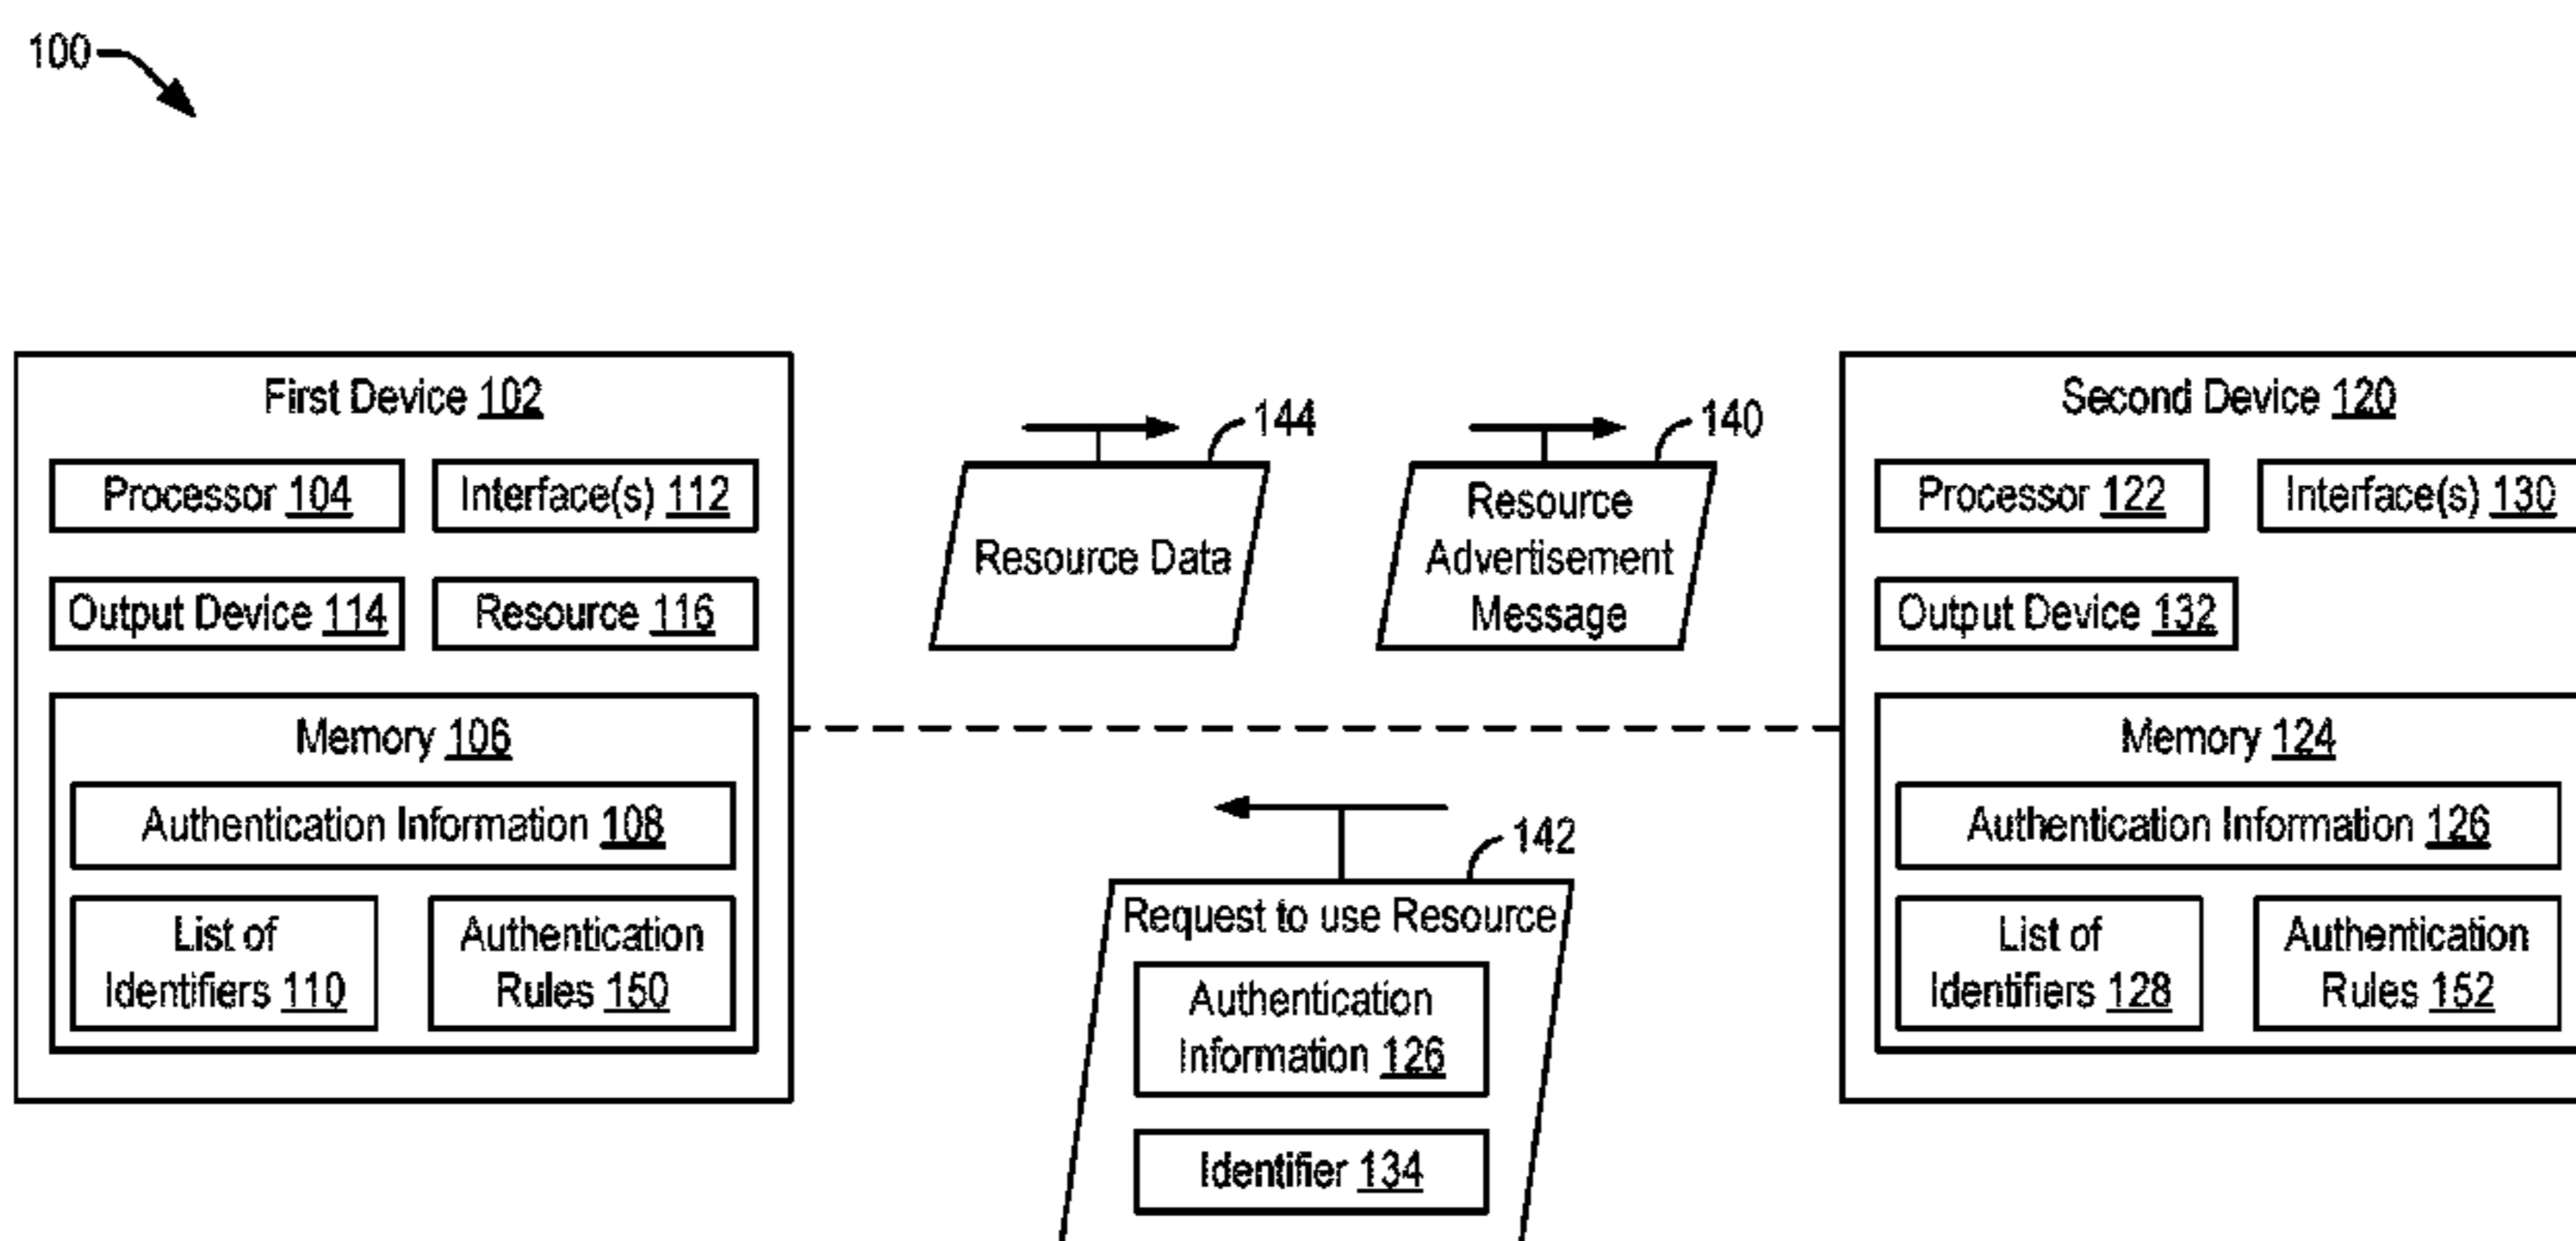 100
First Device 102
Processor 104
Interface(s) 112
Output Device 114
Resource 116
Memory 106
Authentication Information 108
List of
Identifiers 110
Authentication
Rules 150
144
Resource Data
140
Resource
Advertisement
Message
142
Request to use Resource
Authentication
Information 126
Identifier 134
Second Device 120
Processor 122
Interface(s) 130
Output Device 132
Memory 124
Authentication Information 126
List of
Identifiers 128
Authentication
Rules 152